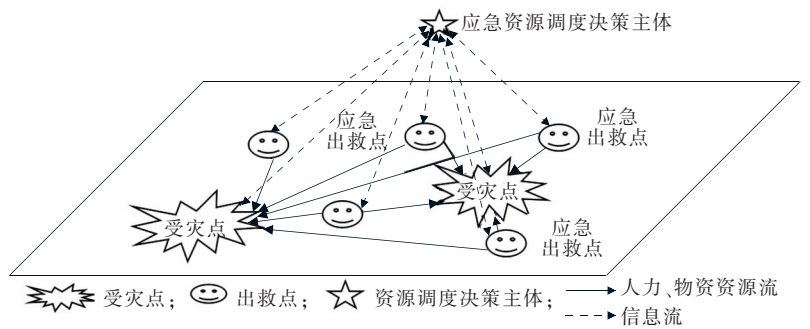 应急资源调度决策主体
应急
出救点
应急
出救点
受灾点
受灾点
应急
出救点
受灾点；出救点；资源调度决策主体；人力、物资资源流
信息流